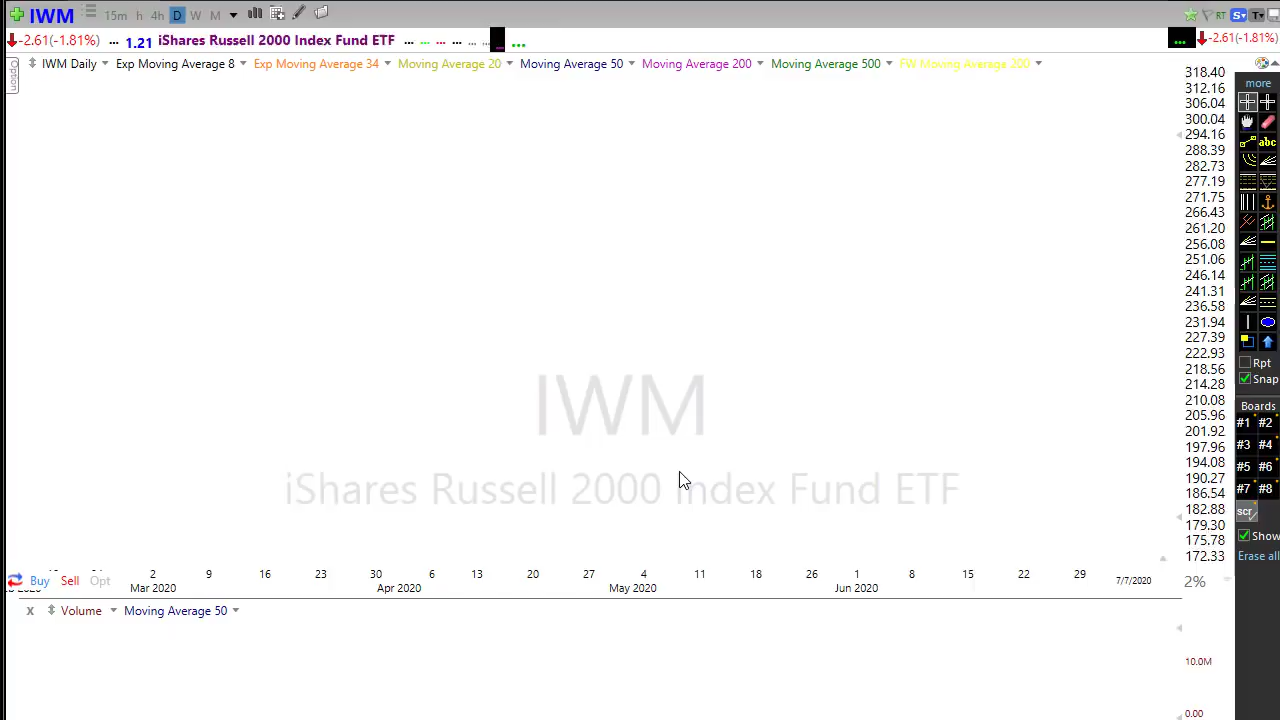 IWM 15m h 4h D W M RT S T
-2.61(-1.81%) ... 1.21 iShares Russell 2000 Index Fund ETF ... ... ... ... ... ... ... ... -2.61(-1.81%)
Option
IWM Daily Exp Moving Average 8 Exp Moving Average 34 Moving Average 20 Moving Average 50 Moving Average 200 Moving Average 500 FW Moving Average 200
318.40
312.16
306.04
300.04
294.16
288.39
282.73
277.19
271.75
266.43
261.20
256.08
251.06
246.14
241.31
236.58
231.94
227.39
222.93
218.56
214.28
210.08
205.96
201.92
197.96
194.08
190.27
186.54
182.88
179.30
175.78
172.33
more
abc
Rpt
Snap
Boards
#1 #2
#3 #4
#5 #6
#7 #8
scr
Show
Erase all
IWM
iShares Russell 2000 Index Fund ETF
Buy Sell Opt
2 9 16 23 30 6 13 20 27 4 11 18 26 1 8 15 22 29 7/7/2020 2%
2020 Mar 2020 Apr 2020 May 2020 Jun 2020
x Volume Moving Average 50
10.0M
0.00